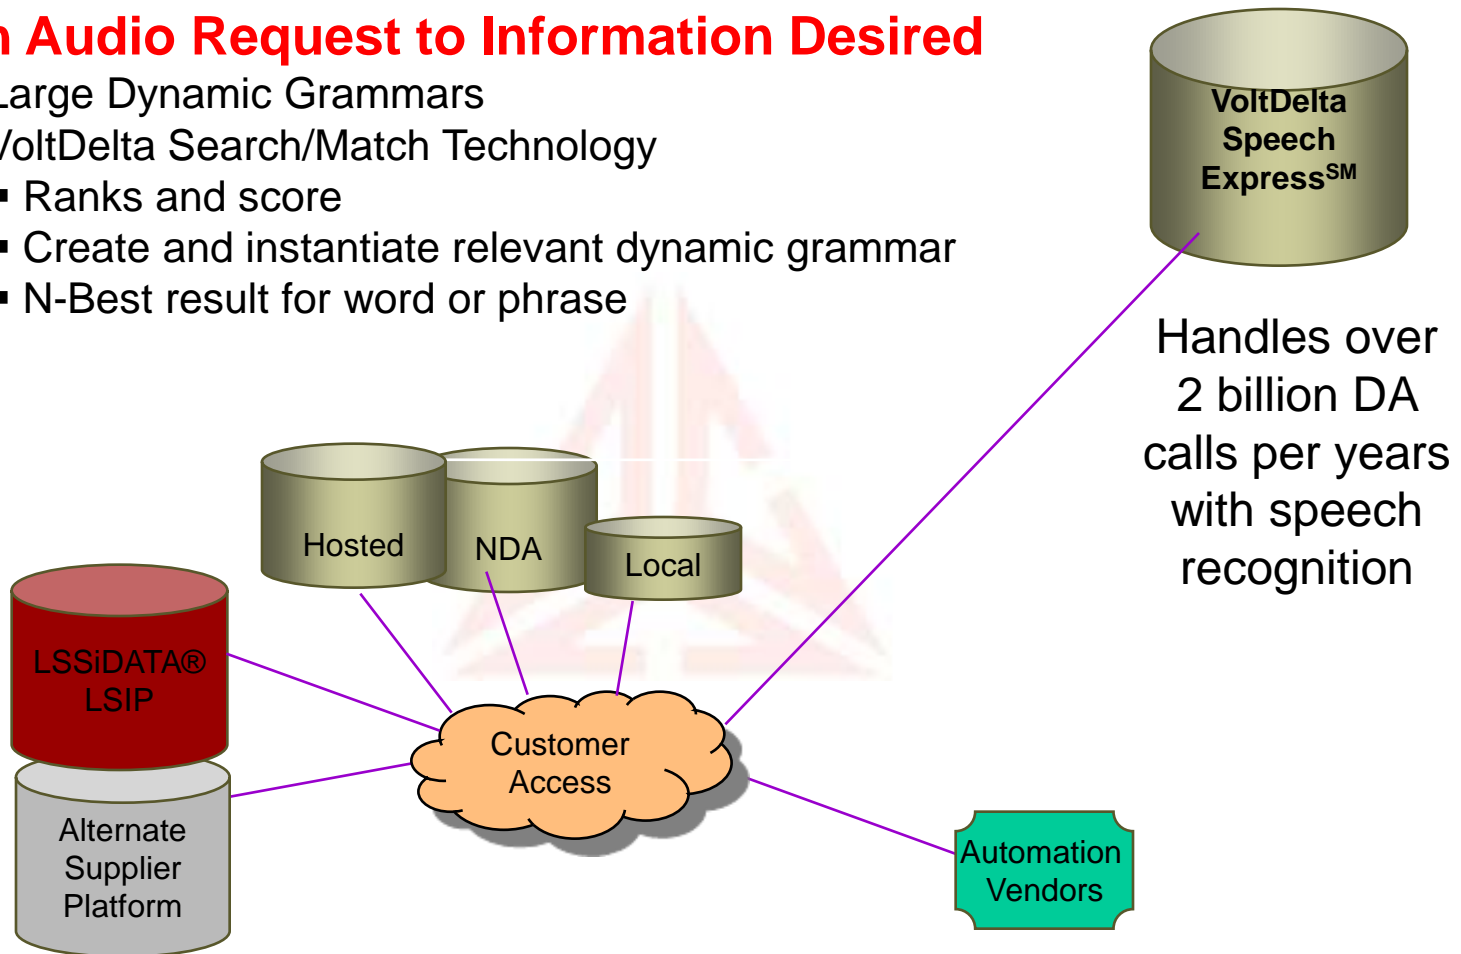 n Audio Request to Information Desired
Large Dynamic Grammars
VoltDelta Search/Match Technology
▪ Ranks and score
▪ Create and instantiate relevant dynamic grammar
▪ N-Best result for word or phrase
VoltDelta
Speech
Express℠
Handles over
2 billion DA
calls per years
with speech
recognition
Hosted
NDA
Local
LSSiDATA®
LSIP
Customer
Access
Alternate
Supplier
Platform
Automation
Vendors